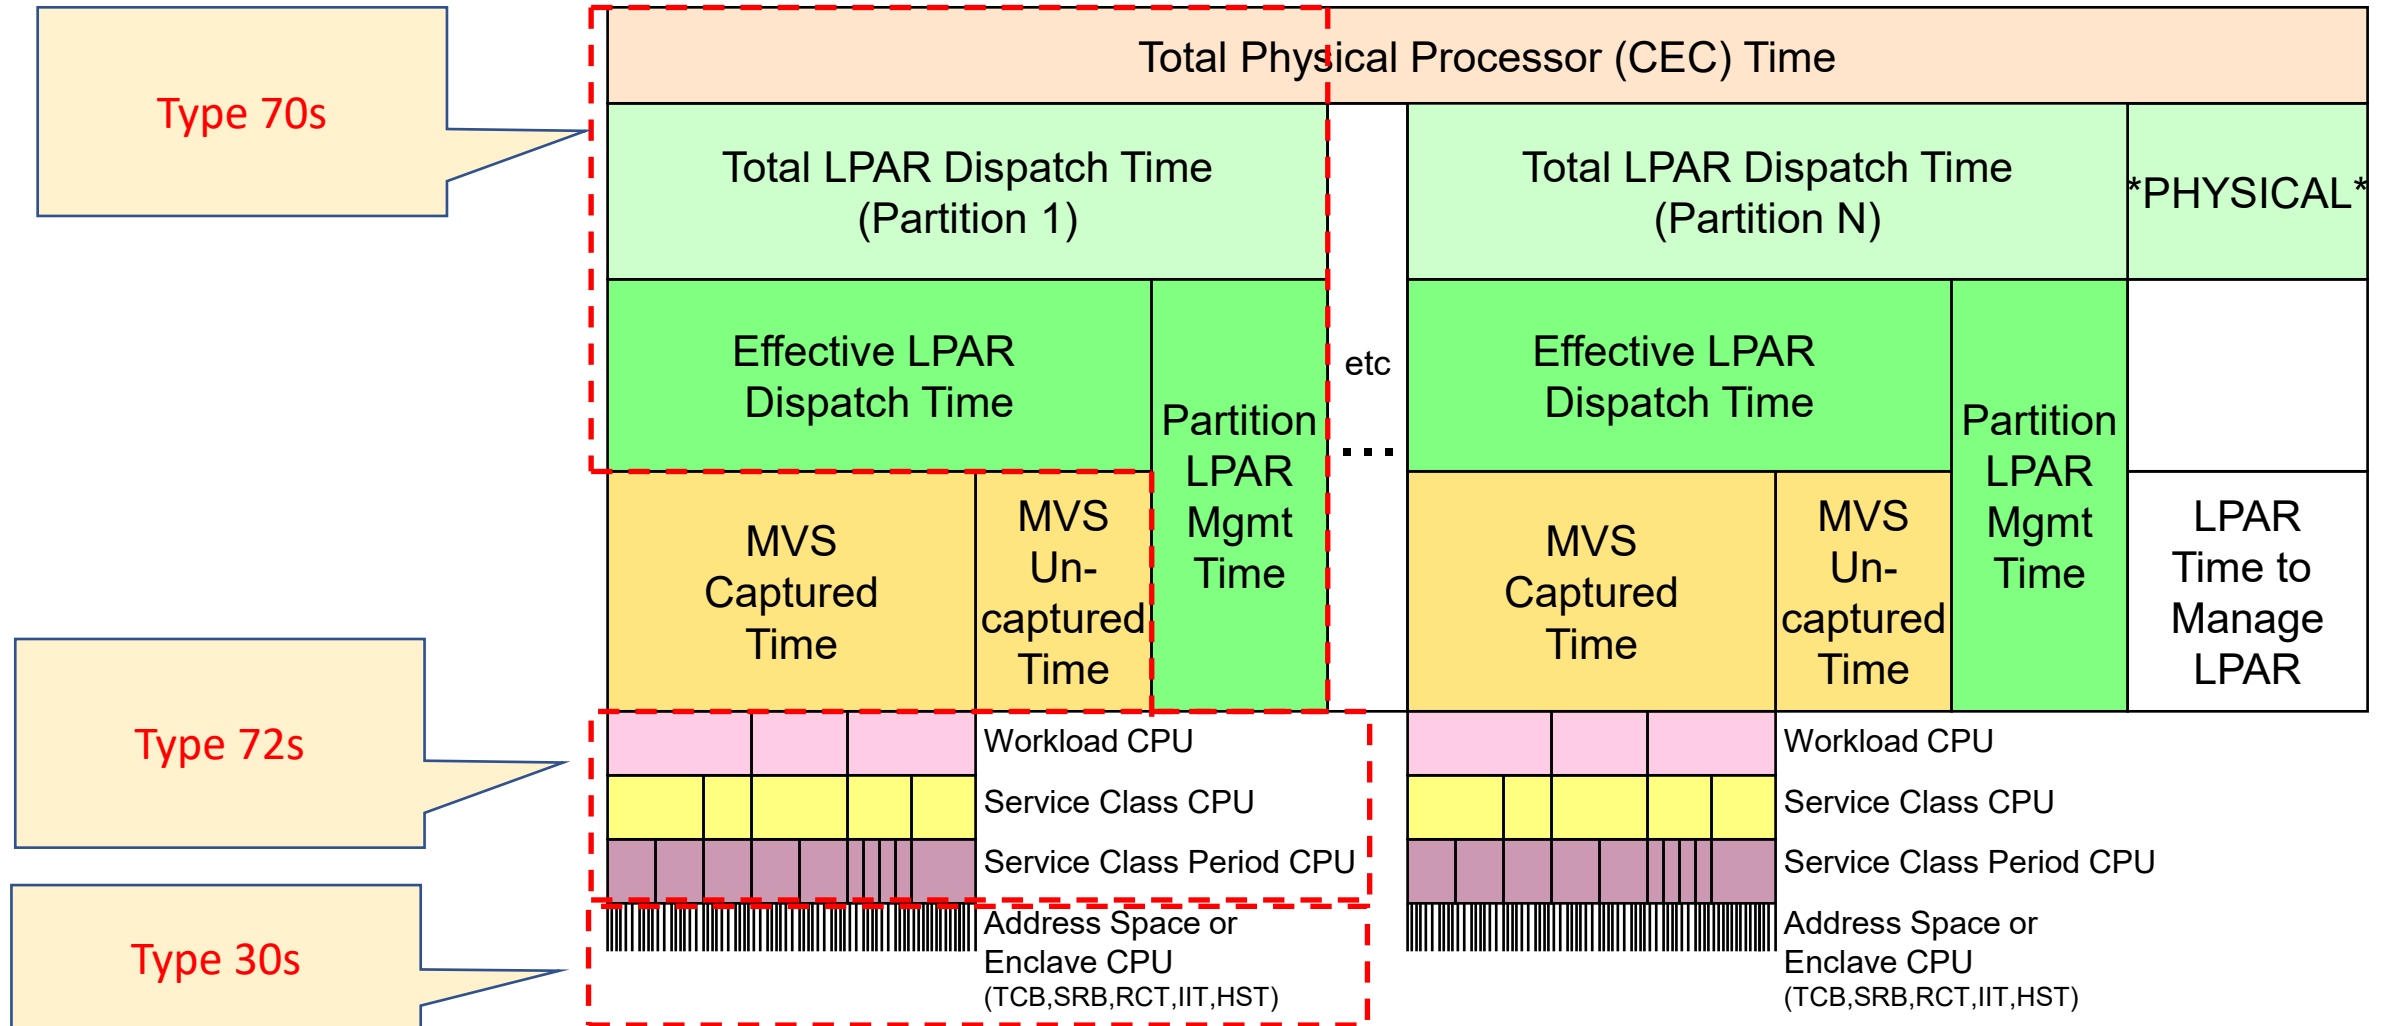 Type 70s
Total Physical Processor (CEC) Time
Total LPAR Dispatch Time
(Partition 1)
Total LPAR Dispatch Time
(Partition N)
*PHYSICAL*
Effective LPAR
Dispatch Time
Partition
LPAR
Mgmt
Time
etc
...
Effective LPAR
Dispatch Time
Partition
LPAR
Mgmt
Time
MVS
Captured
Time
MVS
Un-
captured
Time
MVS
Captured
Time
MVS
Un-
captured
Time
LPAR
Time to
Manage
LPAR
Type 72s
Workload CPU
Service Class CPU
Service Class Period CPU
Workload CPU
Service Class CPU
Service Class Period CPU
Type 30s
Address Space or
Enclave CPU
(TCB,SRB,RCT,IIT,HST)
Address Space or
Enclave CPU
(TCB,SRB,RCT,IIT,HST)